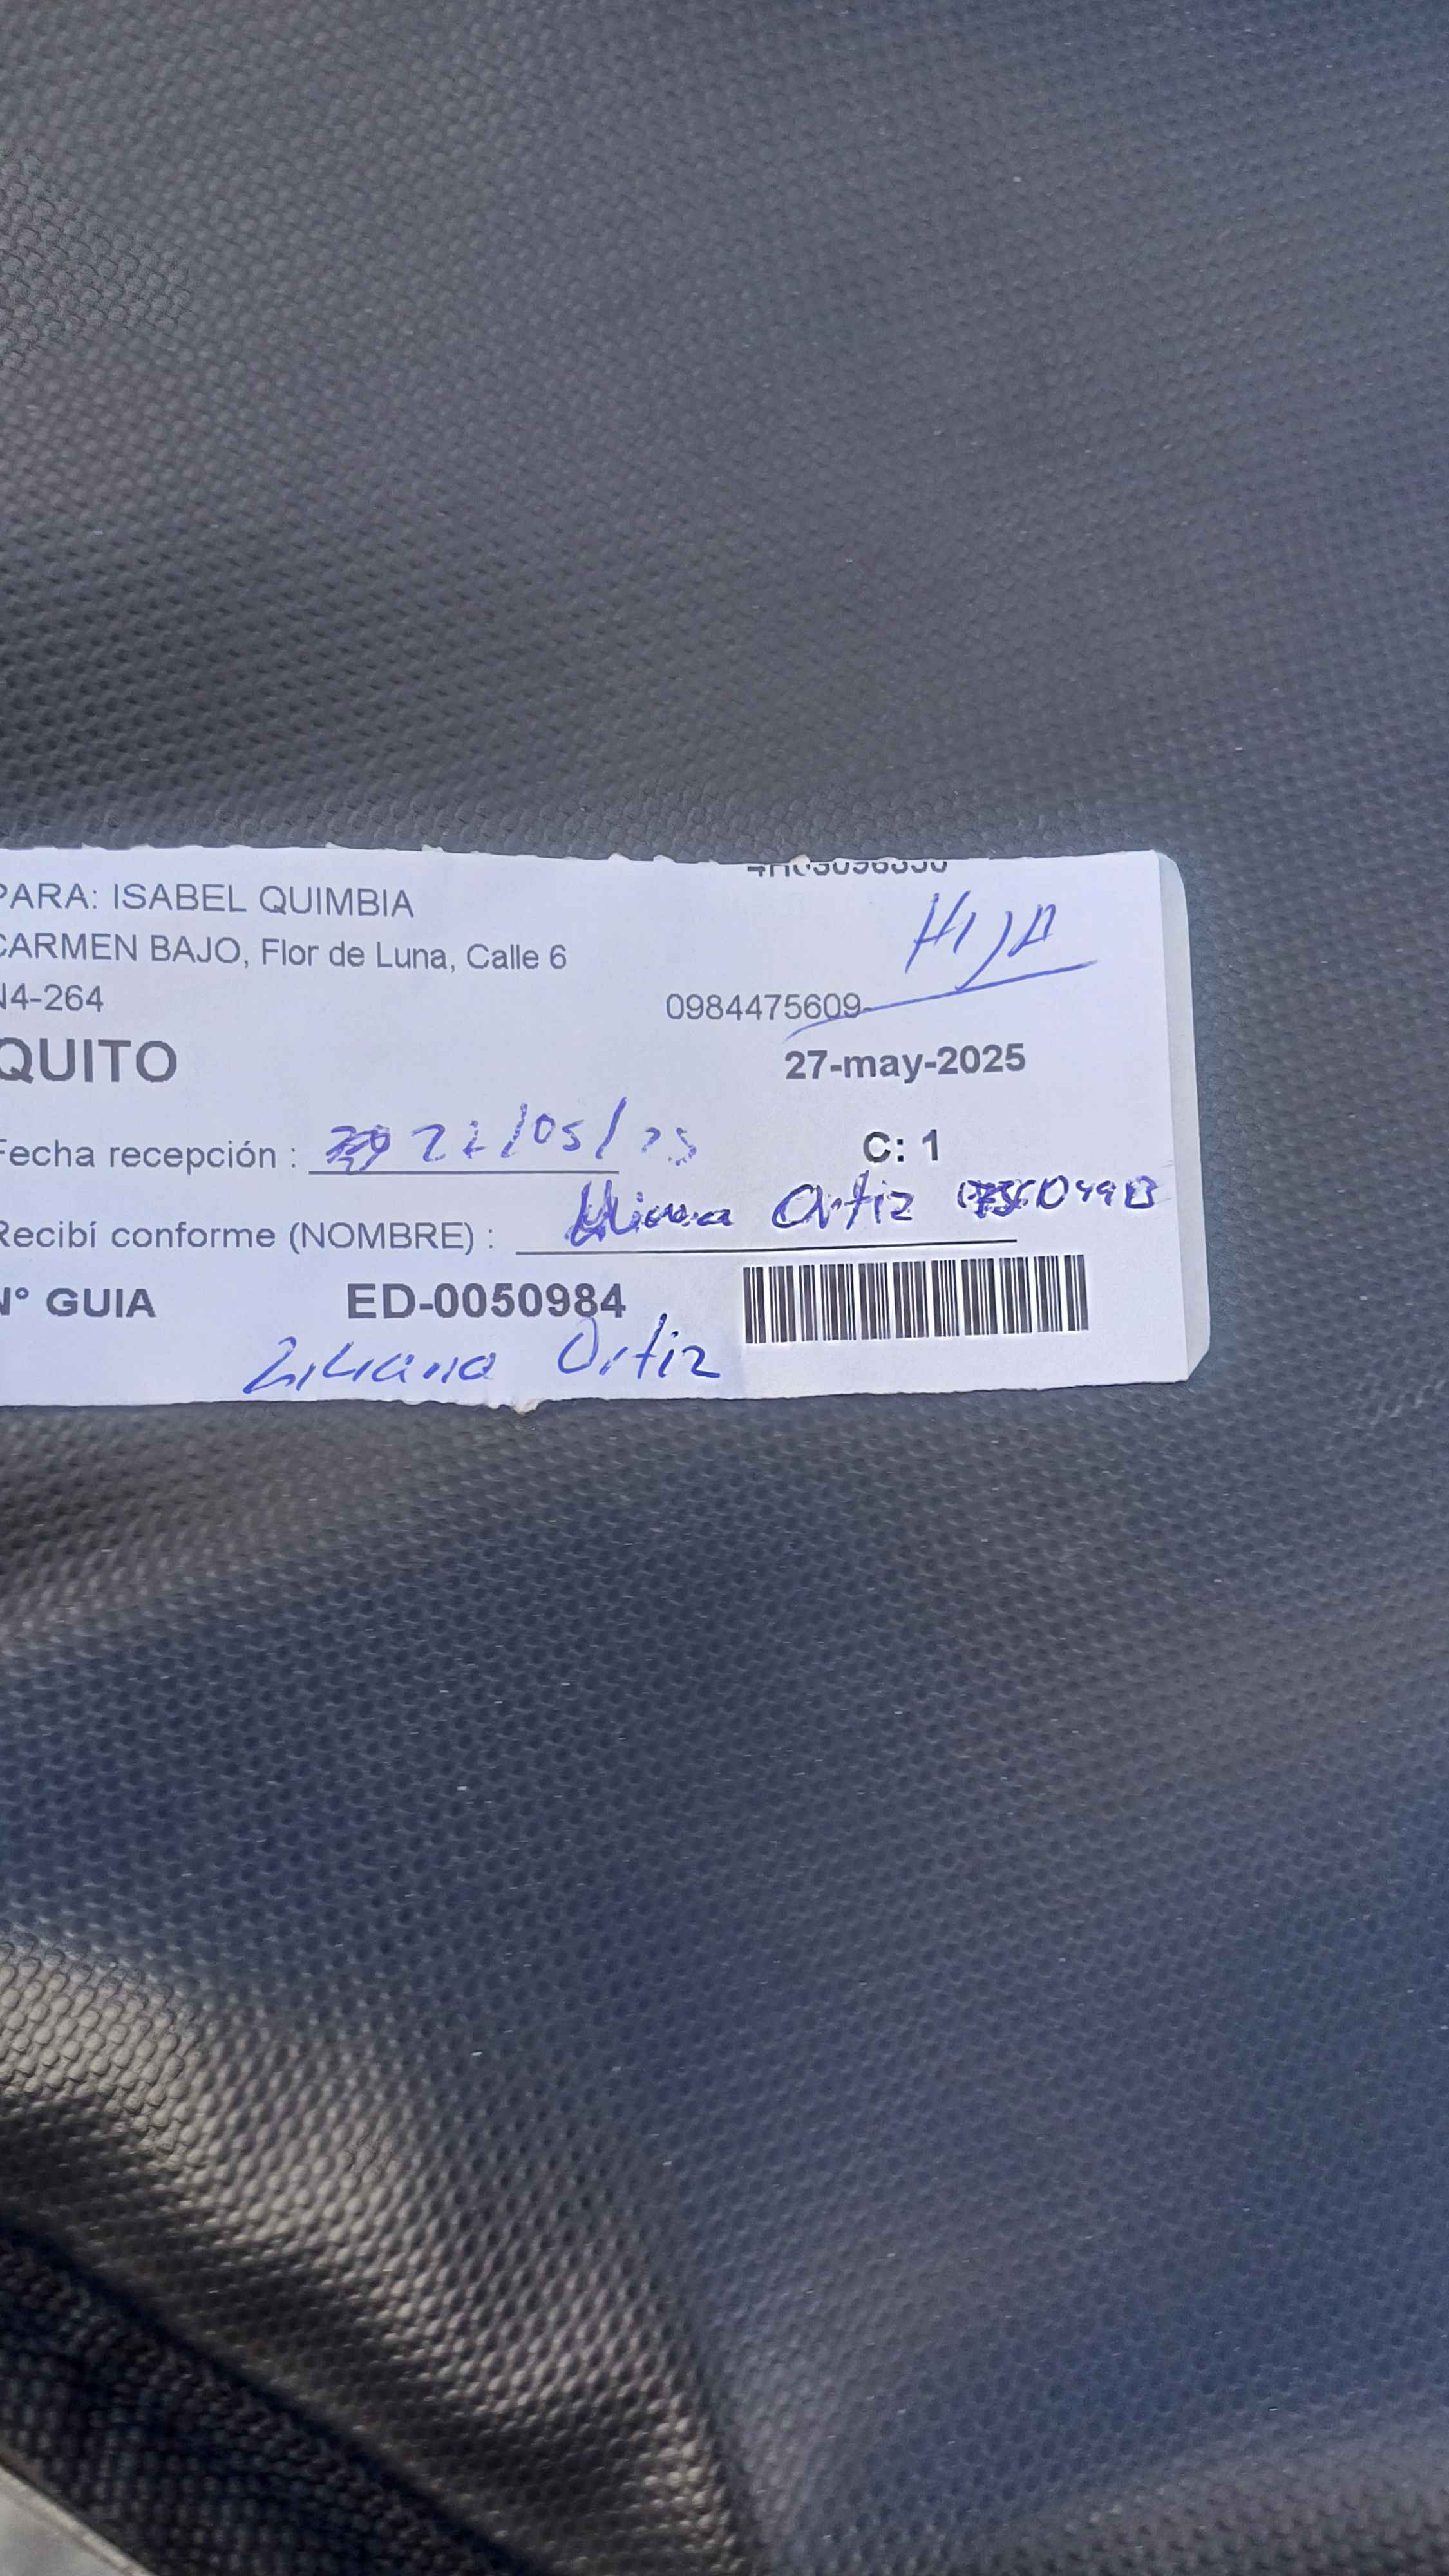 PARA: ISABEL QUIMBIA
HIJA
CARMEN BAJO, Flor de Luna, Calle 6
N4-264
0984475609
QUITO
27-may-2025
Fecha recepción :
C: 1
Recibí conforme (NOMBRE) : Liliana Ortiz
N° GUIA ED-0050984
Liliana Ortiz